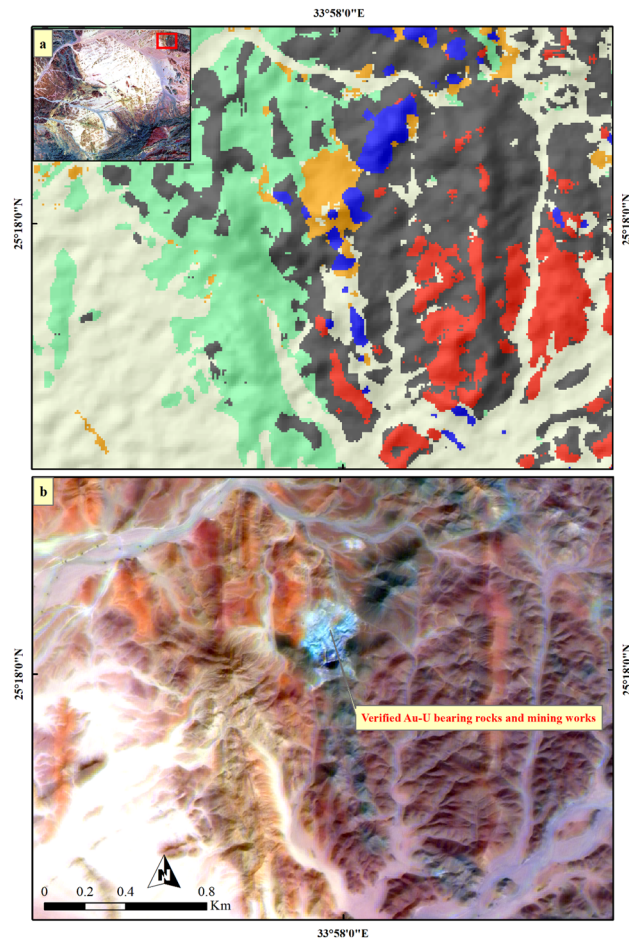 33°58'0"E
a
25°18'0"N
25°18'0"N
b
25°18'0"N
25°18'0"N
Verified Au-U bearing rocks and mining works
N
0 0.2 0.4 0.8
Km
33°58'0"E